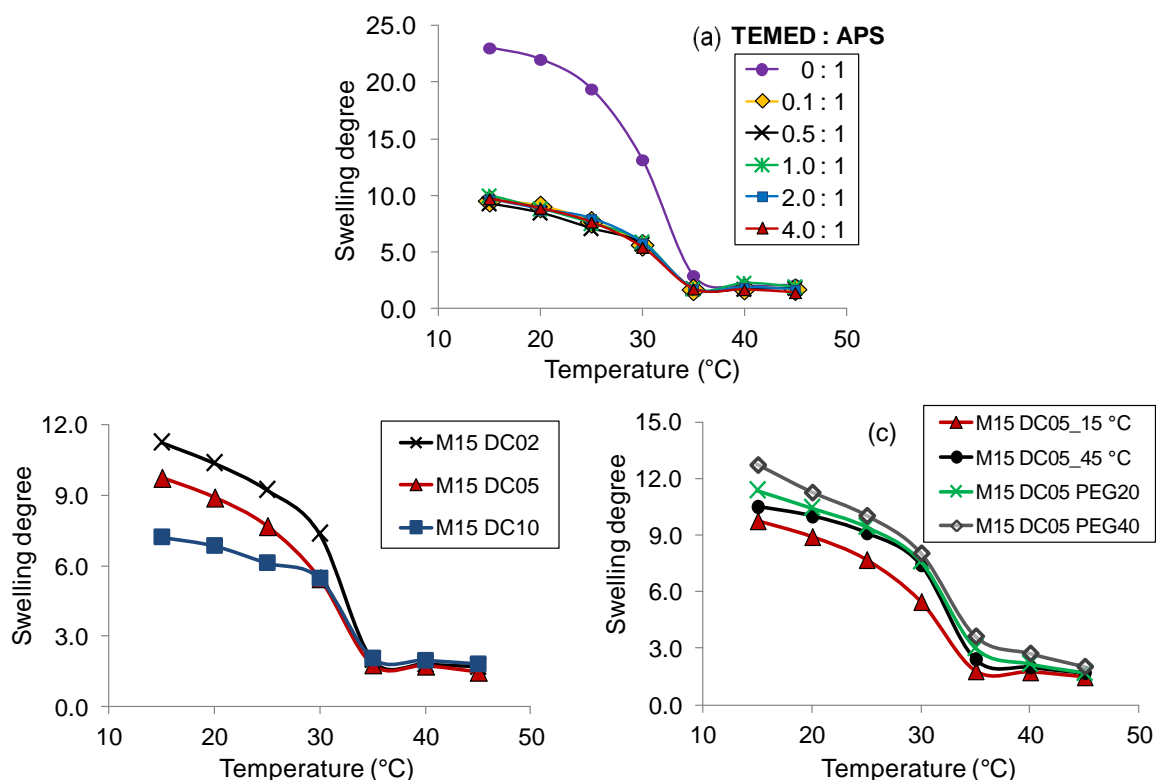 (a) TEMED : APS
0 : 1
0.1 : 1
0.5 : 1
1.0 : 1
2.0 : 1
4.0 : 1
Swelling degree
25.0
20.0
15.0
10.0
5.0
0.0
10 20 30 40 50
Temperature (°C)
M15 DC02
M15 DC05
M15 DC10
Swelling degree
12.0
9.0
6.0
3.0
0.0
10 20 30 40 50
Temperature (°C)
(c)
M15 DC05_15 °C
M15 DC05_45 °C
M15 DC05 PEG20
M15 DC05 PEG40
Swelling degree
15.0
12.0
9.0
6.0
3.0
0.0
10 20 30 40 50
Temperature (°C)